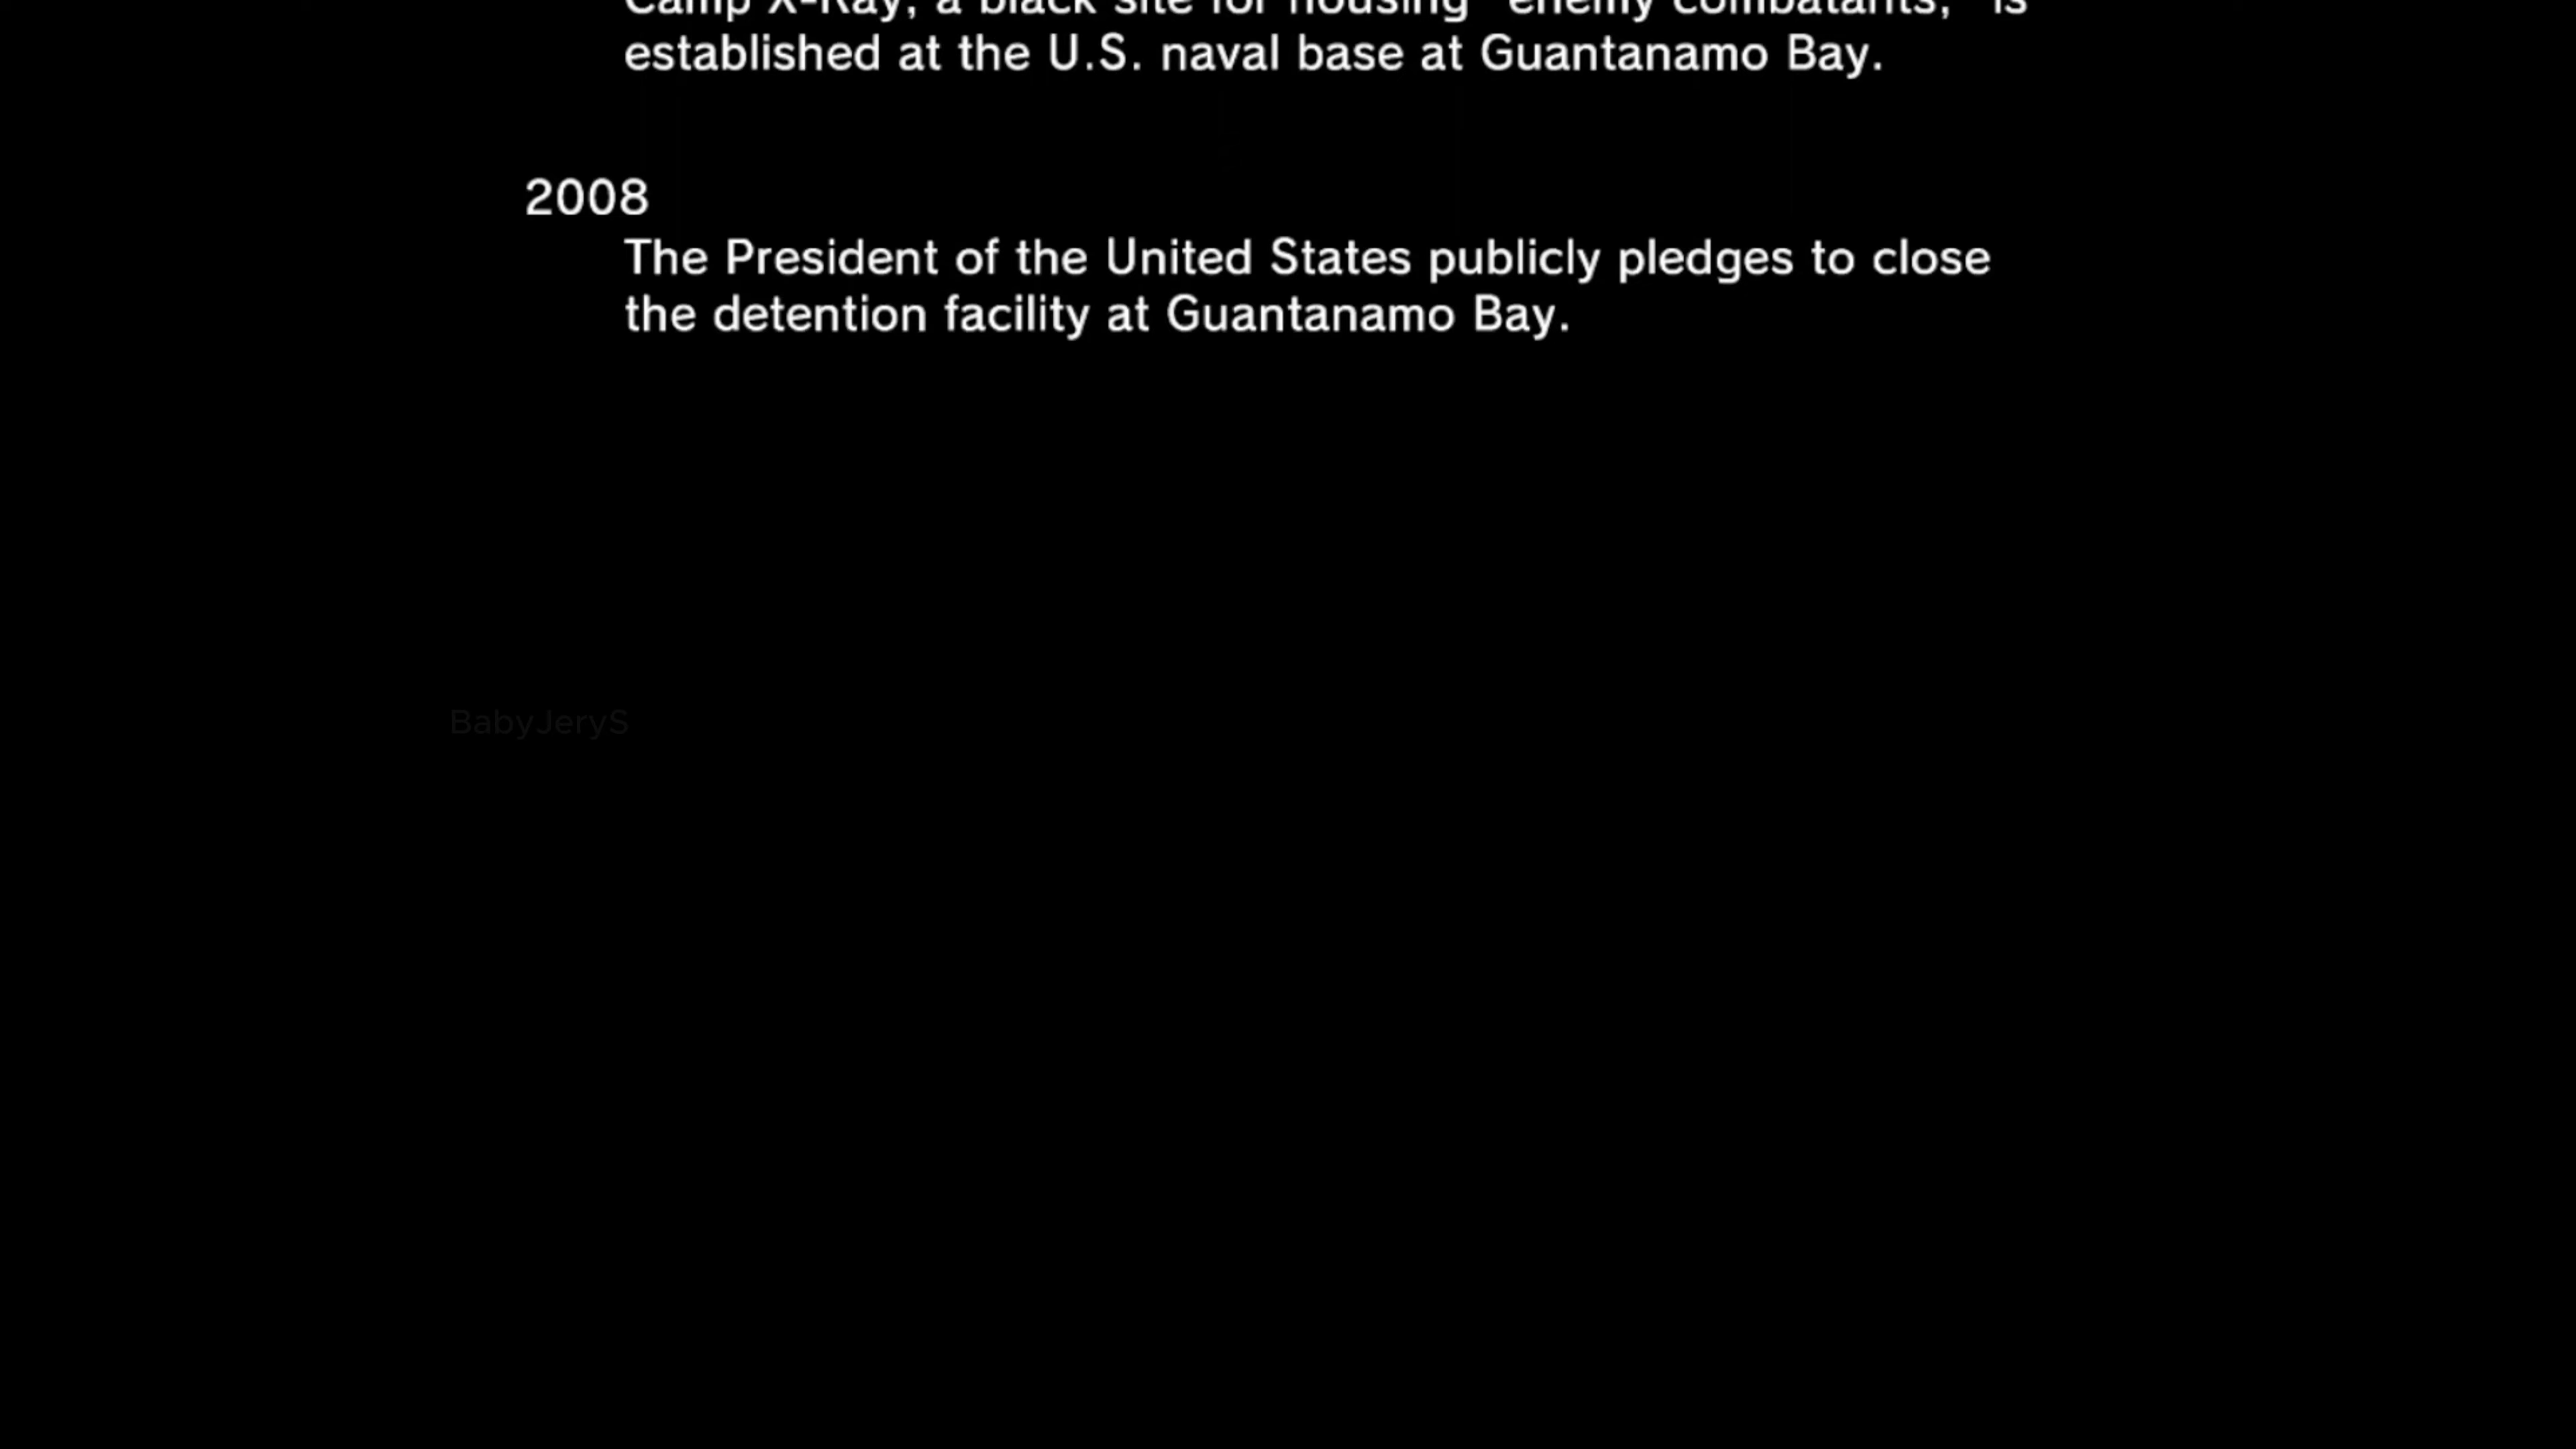 Camp X-Ray, a black site for housing "enemy combatants," is
established at the U.S. naval base at Guantanamo Bay.
2008
The President of the United States publicly pledges to close
the detention facility at Guantanamo Bay.
BabyJeryS